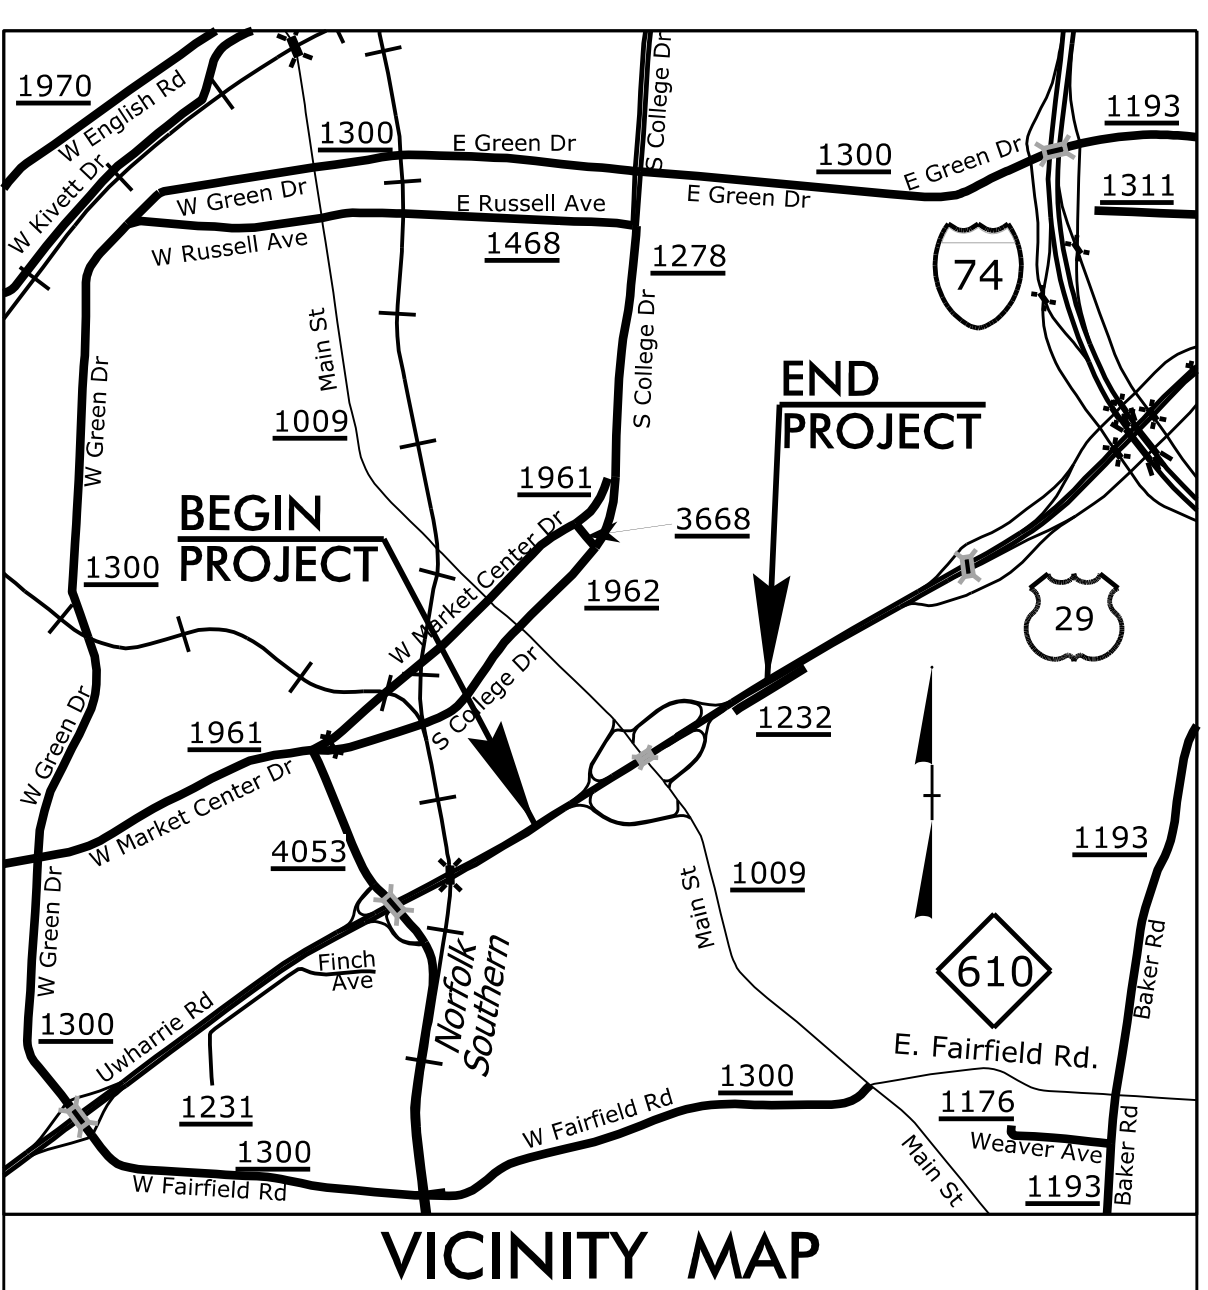 1970
W English Rd
W Kivett Dr
1300
E Green Dr
S College Dr
1300
E Green Dr
1193
1311
W Green Dr
E Russell Ave
E Green Dr
W Russell Ave
1468
1278
74
Main St
S College Dr
W Green Dr
1009
END
PROJECT
1961
BEGIN
PROJECT
3668
W Market Center Dr
1300
1962
29
W Green Dr
S College Dr
1961
1232
W Market Center Dr
4053
1193
1009
Main St
W Green Dr
Finch
Ave
Norfolk
Southern
610
Baker Rd
1300
Uwharrie Rd
E. Fairfield Rd.
1231
1300
1176
W Fairfield Rd
Weaver Ave
Main St
Baker Rd
1300
W Fairfield Rd
1193
VICINITY MAP